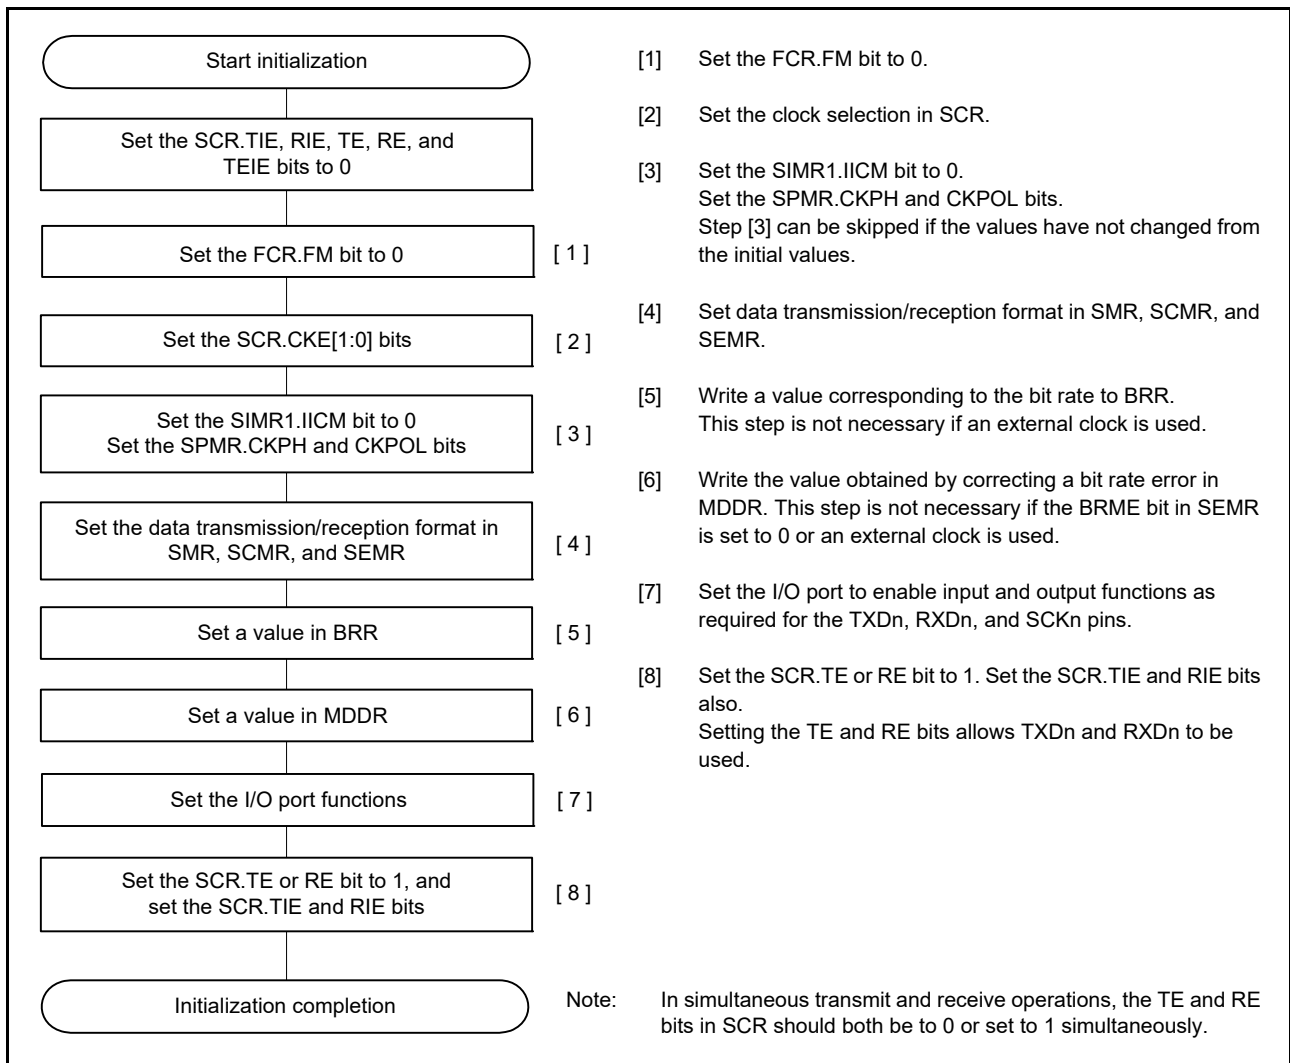 Start initialization
Set the SCR.TIE, RIE, TE, RE, and
TEIE bits to 0
Set the FCR.FM bit to 0
[ 1 ]
Set the SCR.CKE[1:0] bits
[ 2 ]
Set the SIMR1.IICM bit to 0
Set the SPMR.CKPH and CKPOL bits
[ 3 ]
Set the data transmission/reception format in
SMR, SCMR, and SEMR
[ 4 ]
Set a value in BRR
[ 5 ]
Set a value in MDDR
[ 6 ]
Set the I/O port functions
[ 7 ]
Set the SCR.TE or RE bit to 1, and
set the SCR.TIE and RIE bits
[ 8 ]
Initialization completion
[1] Set the FCR.FM bit to 0.
[2] Set the clock selection in SCR.
[3] Set the SIMR1.IICM bit to 0.
Set the SPMR.CKPH and CKPOL bits.
Step [3] can be skipped if the values have not changed from
the initial values.
[4] Set data transmission/reception format in SMR, SCMR, and
SEMR.
[5] Write a value corresponding to the bit rate to BRR.
This step is not necessary if an external clock is used.
[6] Write the value obtained by correcting a bit rate error in
MDDR. This step is not necessary if the BRME bit in SEMR
is set to 0 or an external clock is used.
[7] Set the I/O port to enable input and output functions as
required for the TXDn, RXDn, and SCKn pins.
[8] Set the SCR.TE or RE bit to 1. Set the SCR.TIE and RIE bits
also.
Setting the TE and RE bits allows TXDn and RXDn to be
used.
Note: In simultaneous transmit and receive operations, the TE and RE
bits in SCR should both be to 0 or set to 1 simultaneously.